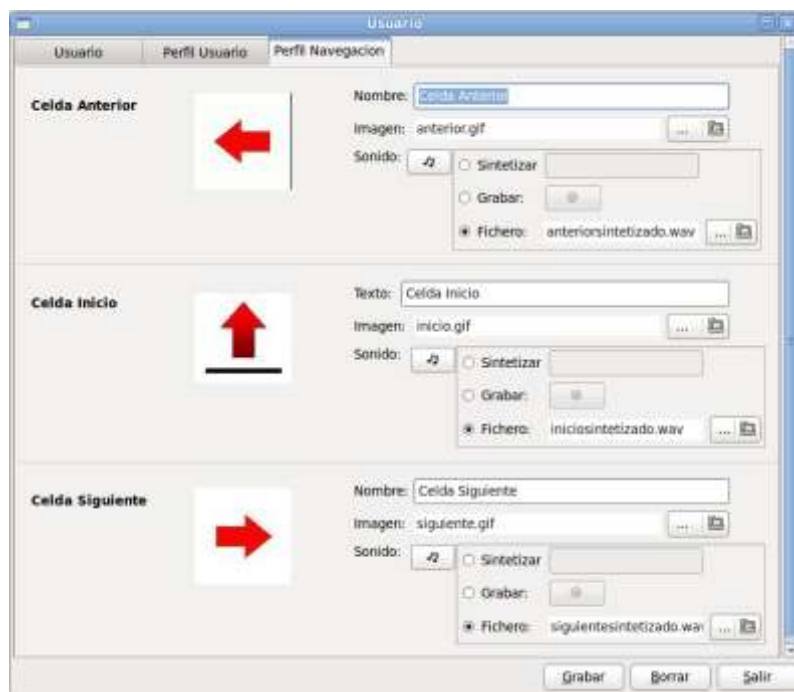 Usuario
Usuario Perfil Usuario Perfil Navegacion
Celda Anterior
Nombre: Celda Anterior
Imagen: anterior.gif ...
Sonido:
Sintetizar
Grabar:
Fichero: anteriorsintetizado.wav ...
Celda Inicio
Texto: Celda Inicio
Imagen: inicio.gif ...
Sonido:
Sintetizar
Grabar:
Fichero: iniciosintetizado.wav ...
Celda Siguiente
Nombre: Celda Siguiente
Imagen: siguiente.gif ...
Sonido:
Sintetizar
Grabar:
Fichero: siguientesintetizado.wav ...
Grabar Borrar Salir